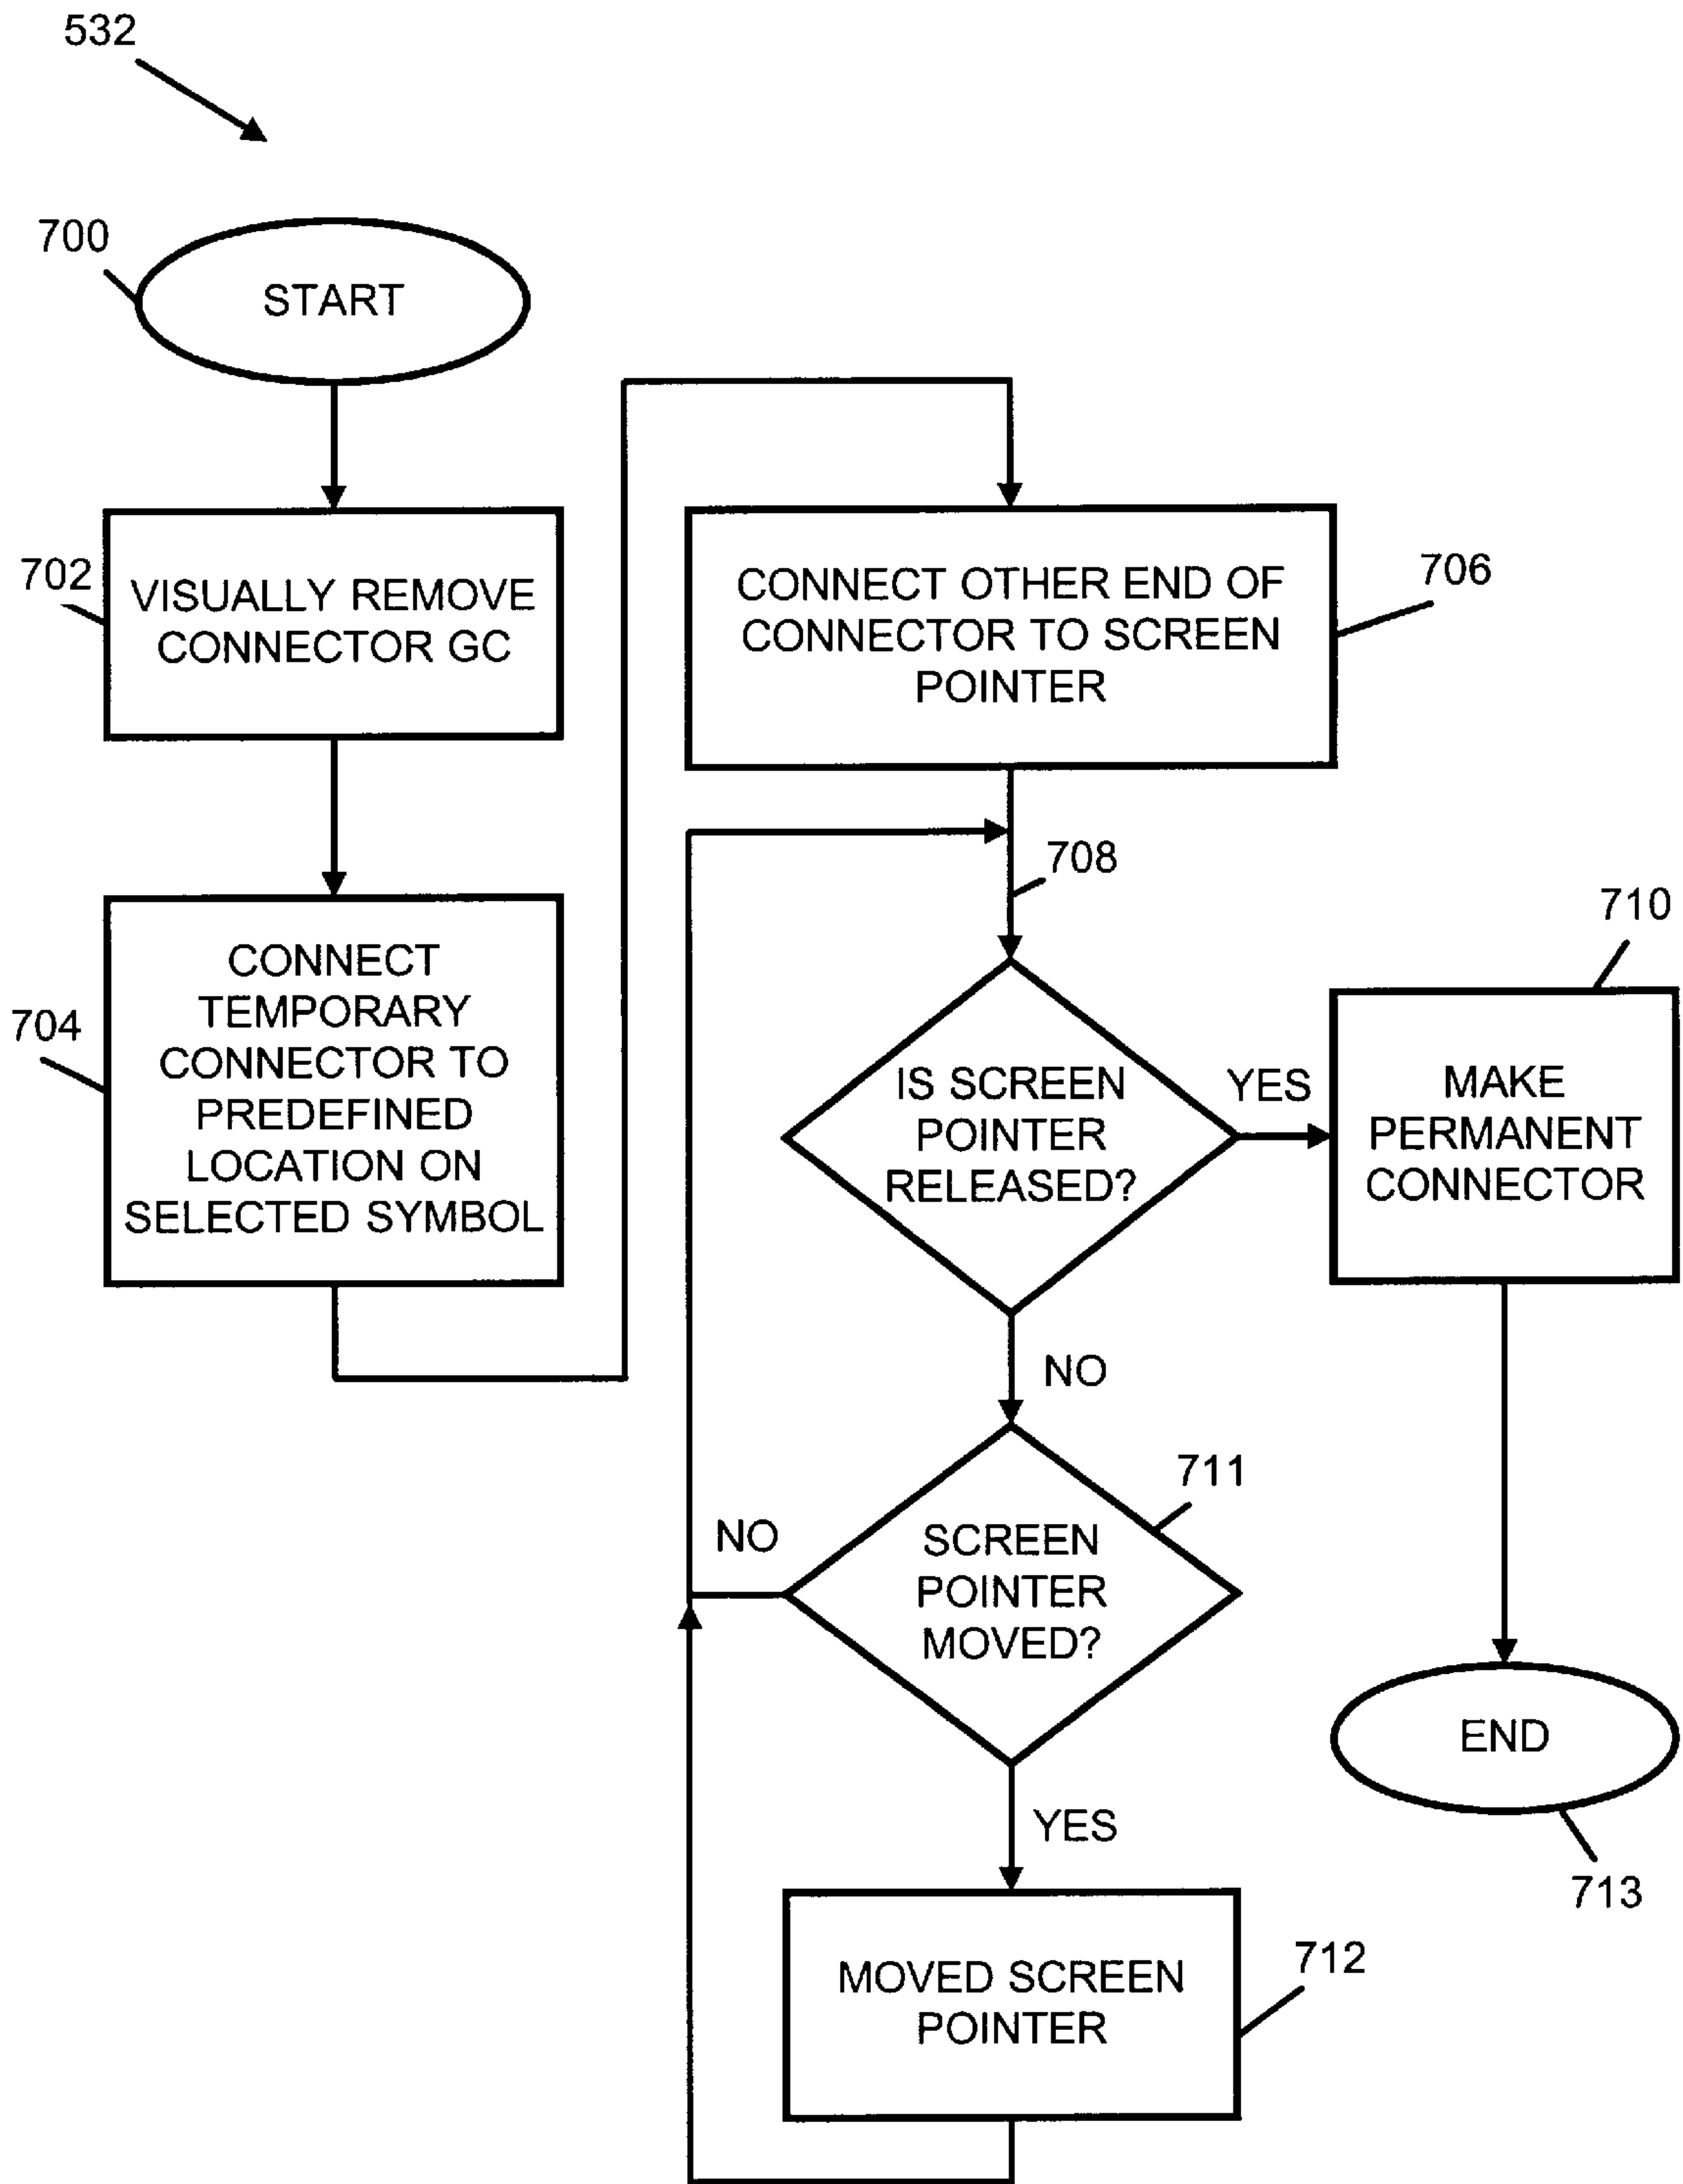 532
700
START
702
VISUALLY REMOVE
CONNECTOR GC
704
CONNECT
TEMPORARY
CONNECTOR TO
PREDEFINED
LOCATION ON
SELECTED SYMBOL
706
CONNECT OTHER END OF
CONNECTOR TO SCREEN
POINTER
708
IS SCREEN
POINTER
RELEASED?
YES
710
MAKE
PERMANENT
CONNECTOR
NO
711
SCREEN
POINTER
MOVED?
NO
YES
712
MOVED SCREEN
POINTER
END
713